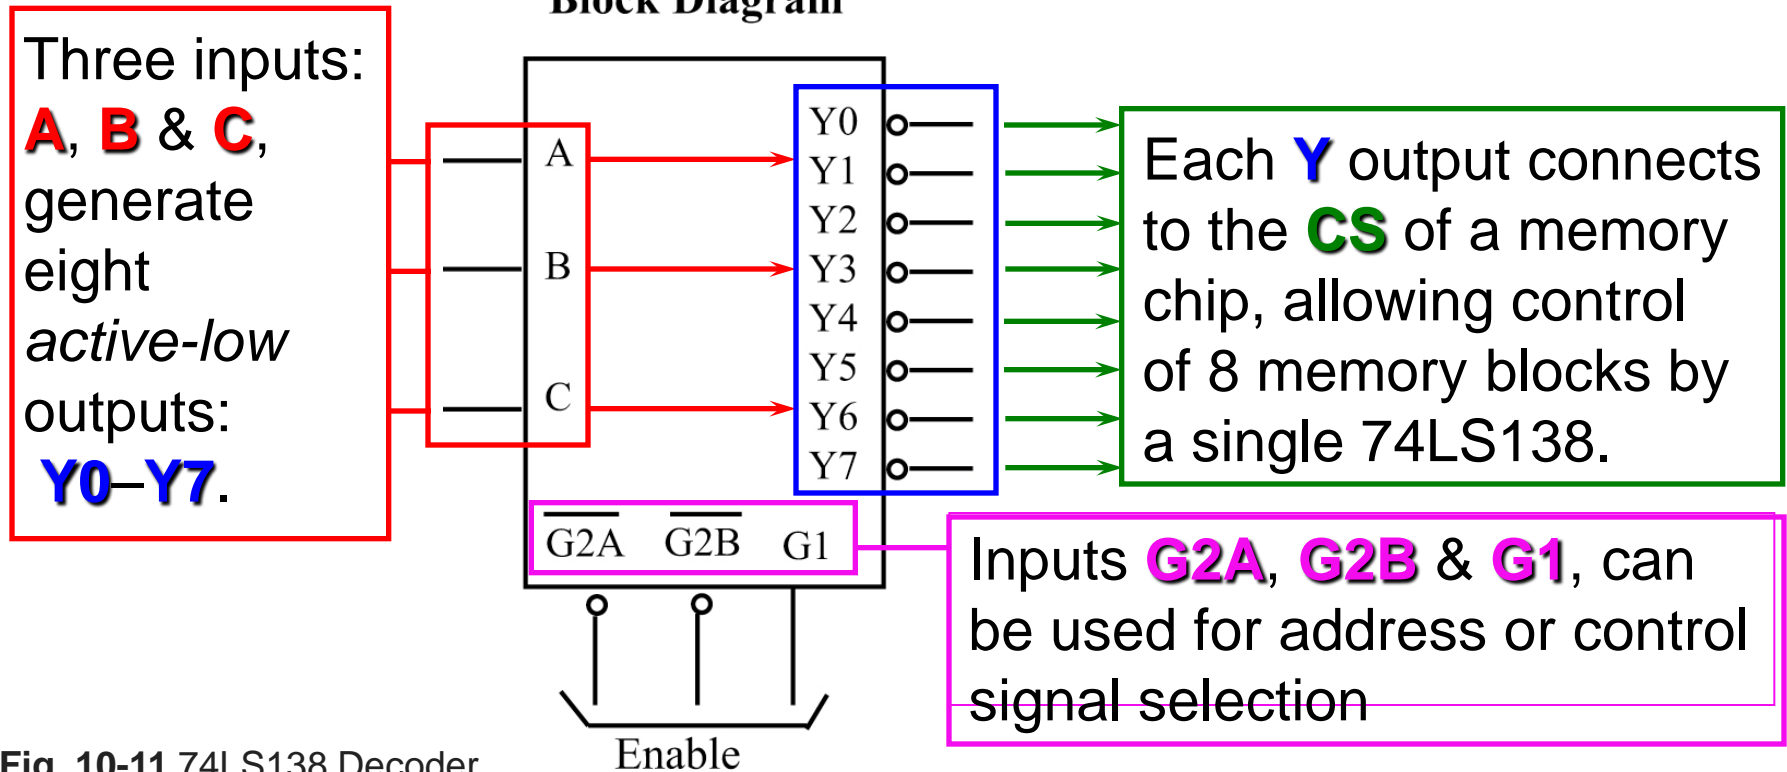 Block Diagram
Three inputs:
A, B & C,
generate
eight
active-low
outputs:
Y0–Y7.
A
B
C
Y0
Y1
Y2
Y3
Y4
Y5
Y6
Y7
G2A G2B G1
Enable
Each Y output connects
to the CS of a memory
chip, allowing control
of 8 memory blocks by
a single 74LS138.
Inputs G2A, G2B & G1, can
be used for address or control
signal selection
Fig. 10-11 74LS138 Decoder